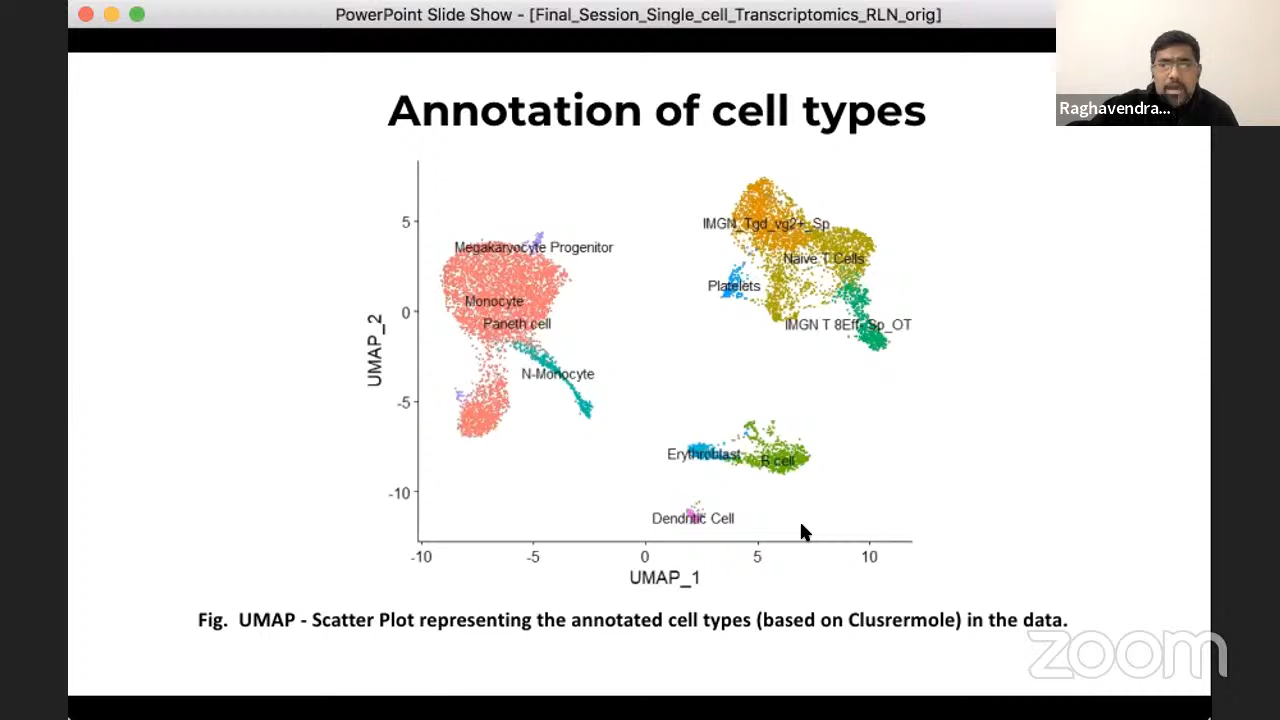 PowerPoint Slide Show - [Final_Session_Single_cell_Transcriptomics_RLN_orig]
Raghavendra...
Annotation of cell types
IMGN_Tgd_vg2+_Sp
Megakaryocyte Progenitor
Naive T Cells
Platelets
Monocyte
Paneth cell
IMGN T 8Eff-Sp_OT
N-Monocyte
Erythroblast
B cell
Dendritic Cell
5
0
-5
-10
UMAP_2
-10
-5
0
5
10
UMAP_1
Fig. UMAP - Scatter Plot representing the annotated cell types (based on Clusrermole) in the data.
zoom